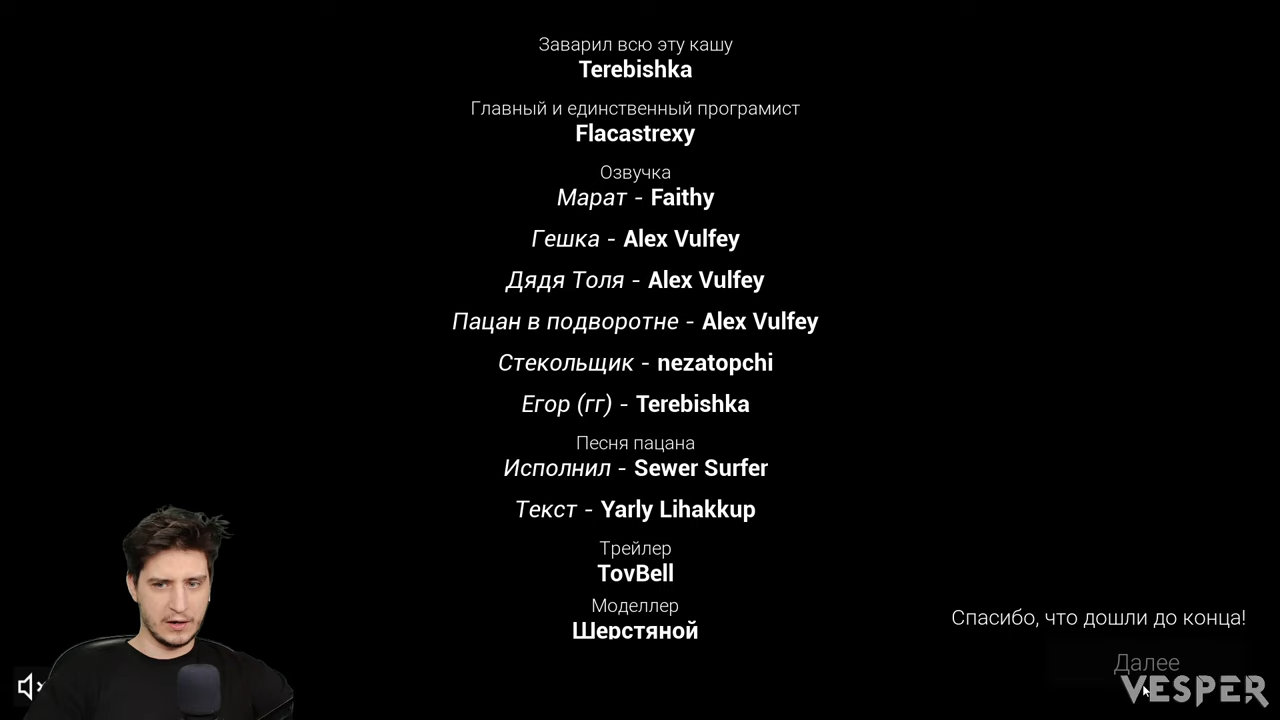 Заварил всю эту кашу
Terebishka
Главный и единственный програмист
Flacastrexy
Озвучка
Марат - Faithy
Гешка - Alex Vulfey
Дядя Толя - Alex Vulfey
Пацан в подворотне - Alex Vulfey
Стекольщик - nezatopchi
Егор (гг) - Terebishka
Песня пацана
Исполнил - Sewer Surfer
Текст - Yarly Lihakkup
Трейлер
TovBell
Моделлер
Шерстяной
Спасибо, что дошли до конца!
Далее
VESPER